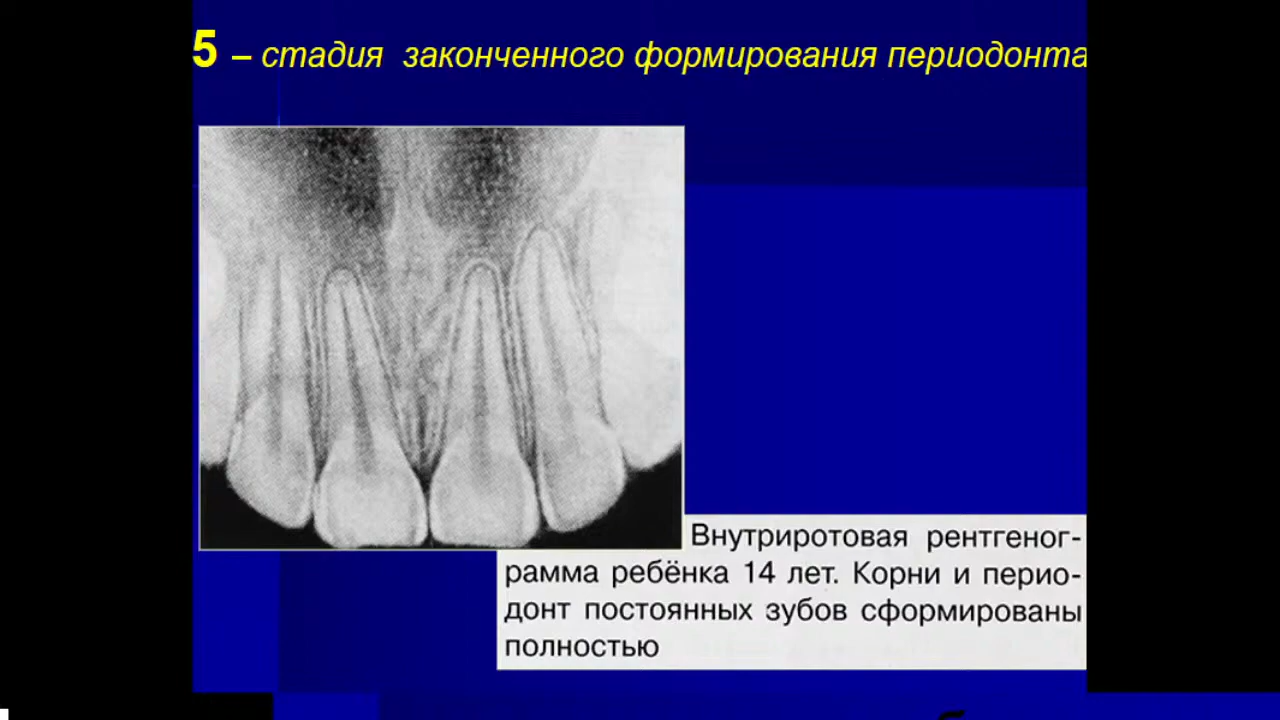 5 – стадия законченного формирования периодонта
Внутриротовая рентгеног-
рамма ребёнка 14 лет. Корни и перио-
донт постоянных зубов сформированы
полностью